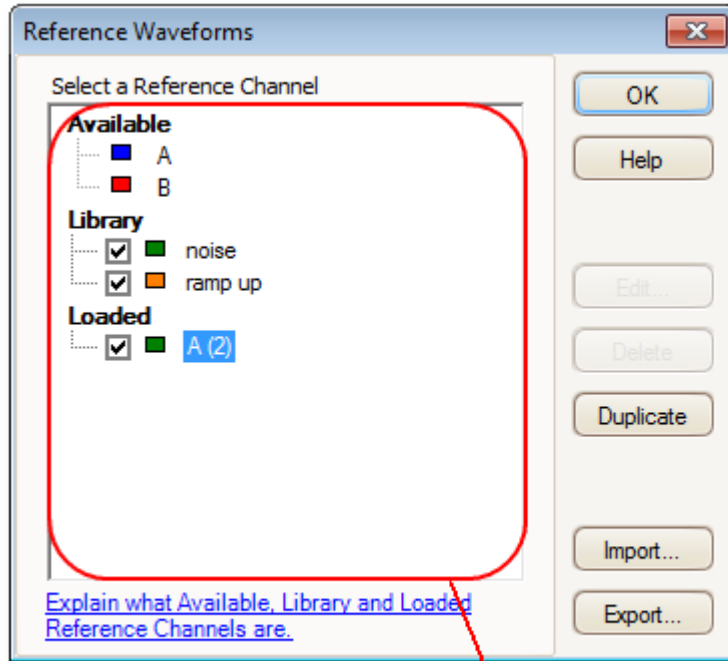 Reference Waveforms
Select a Reference Channel
Available
A
B
Library
noise
ramp up
Loaded
A (2)
Explain what Available, Library and Loaded
Reference Channels are.
OK
Help
Edit...
Delete
Duplicate
Import...
Export...